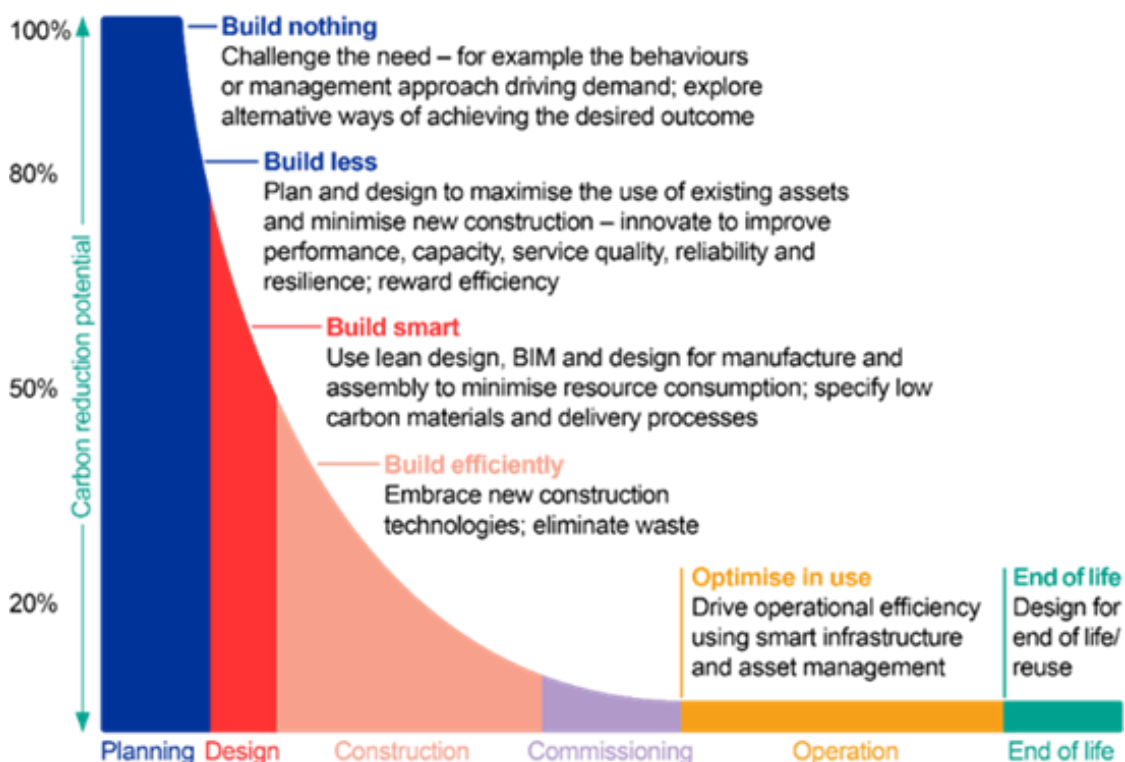 100%
80%
50%
20%
Carbon reduction potential
Build nothing
Challenge the need – for example the behaviours
or management approach driving demand; explore
alternative ways of achieving the desired outcome
Build less
Plan and design to maximise the use of existing assets
and minimise new construction – innovate to improve
performance, capacity, service quality, reliability and
resilience; reward efficiency
Build smart
Use lean design, BIM and design for manufacture and
assembly to minimise resource consumption; specify low
carbon materials and delivery processes
Build efficiently
Embrace new construction
technologies; eliminate waste
Optimise in use
Drive operational efficiency
using smart infrastructure
and asset management
End of life
Design for
end of life/
reuse
Planning
Design
Construction
Commissioning
Operation
End of life